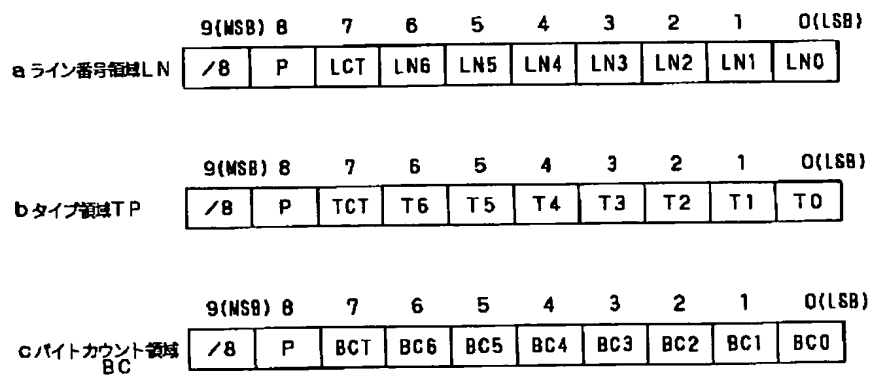 9(MSB) 8 7 6 5 4 3 2 1 0(LSB)
a ライン番号領域LN /8 P LCT LN6 LN5 LN4 LN3 LN2 LN1 LN0
9(MSB) 8 7 6 5 4 3 2 1 0(LSB)
b タイプ領域TP /8 P TCT T6 T5 T4 T3 T2 T1 T0
9(MSB) 8 7 6 5 4 3 2 1 0(LSB)
c バイトカウント領域 /8 P BCT BC6 BC5 BC4 BC3 BC2 BC1 BC0
BC